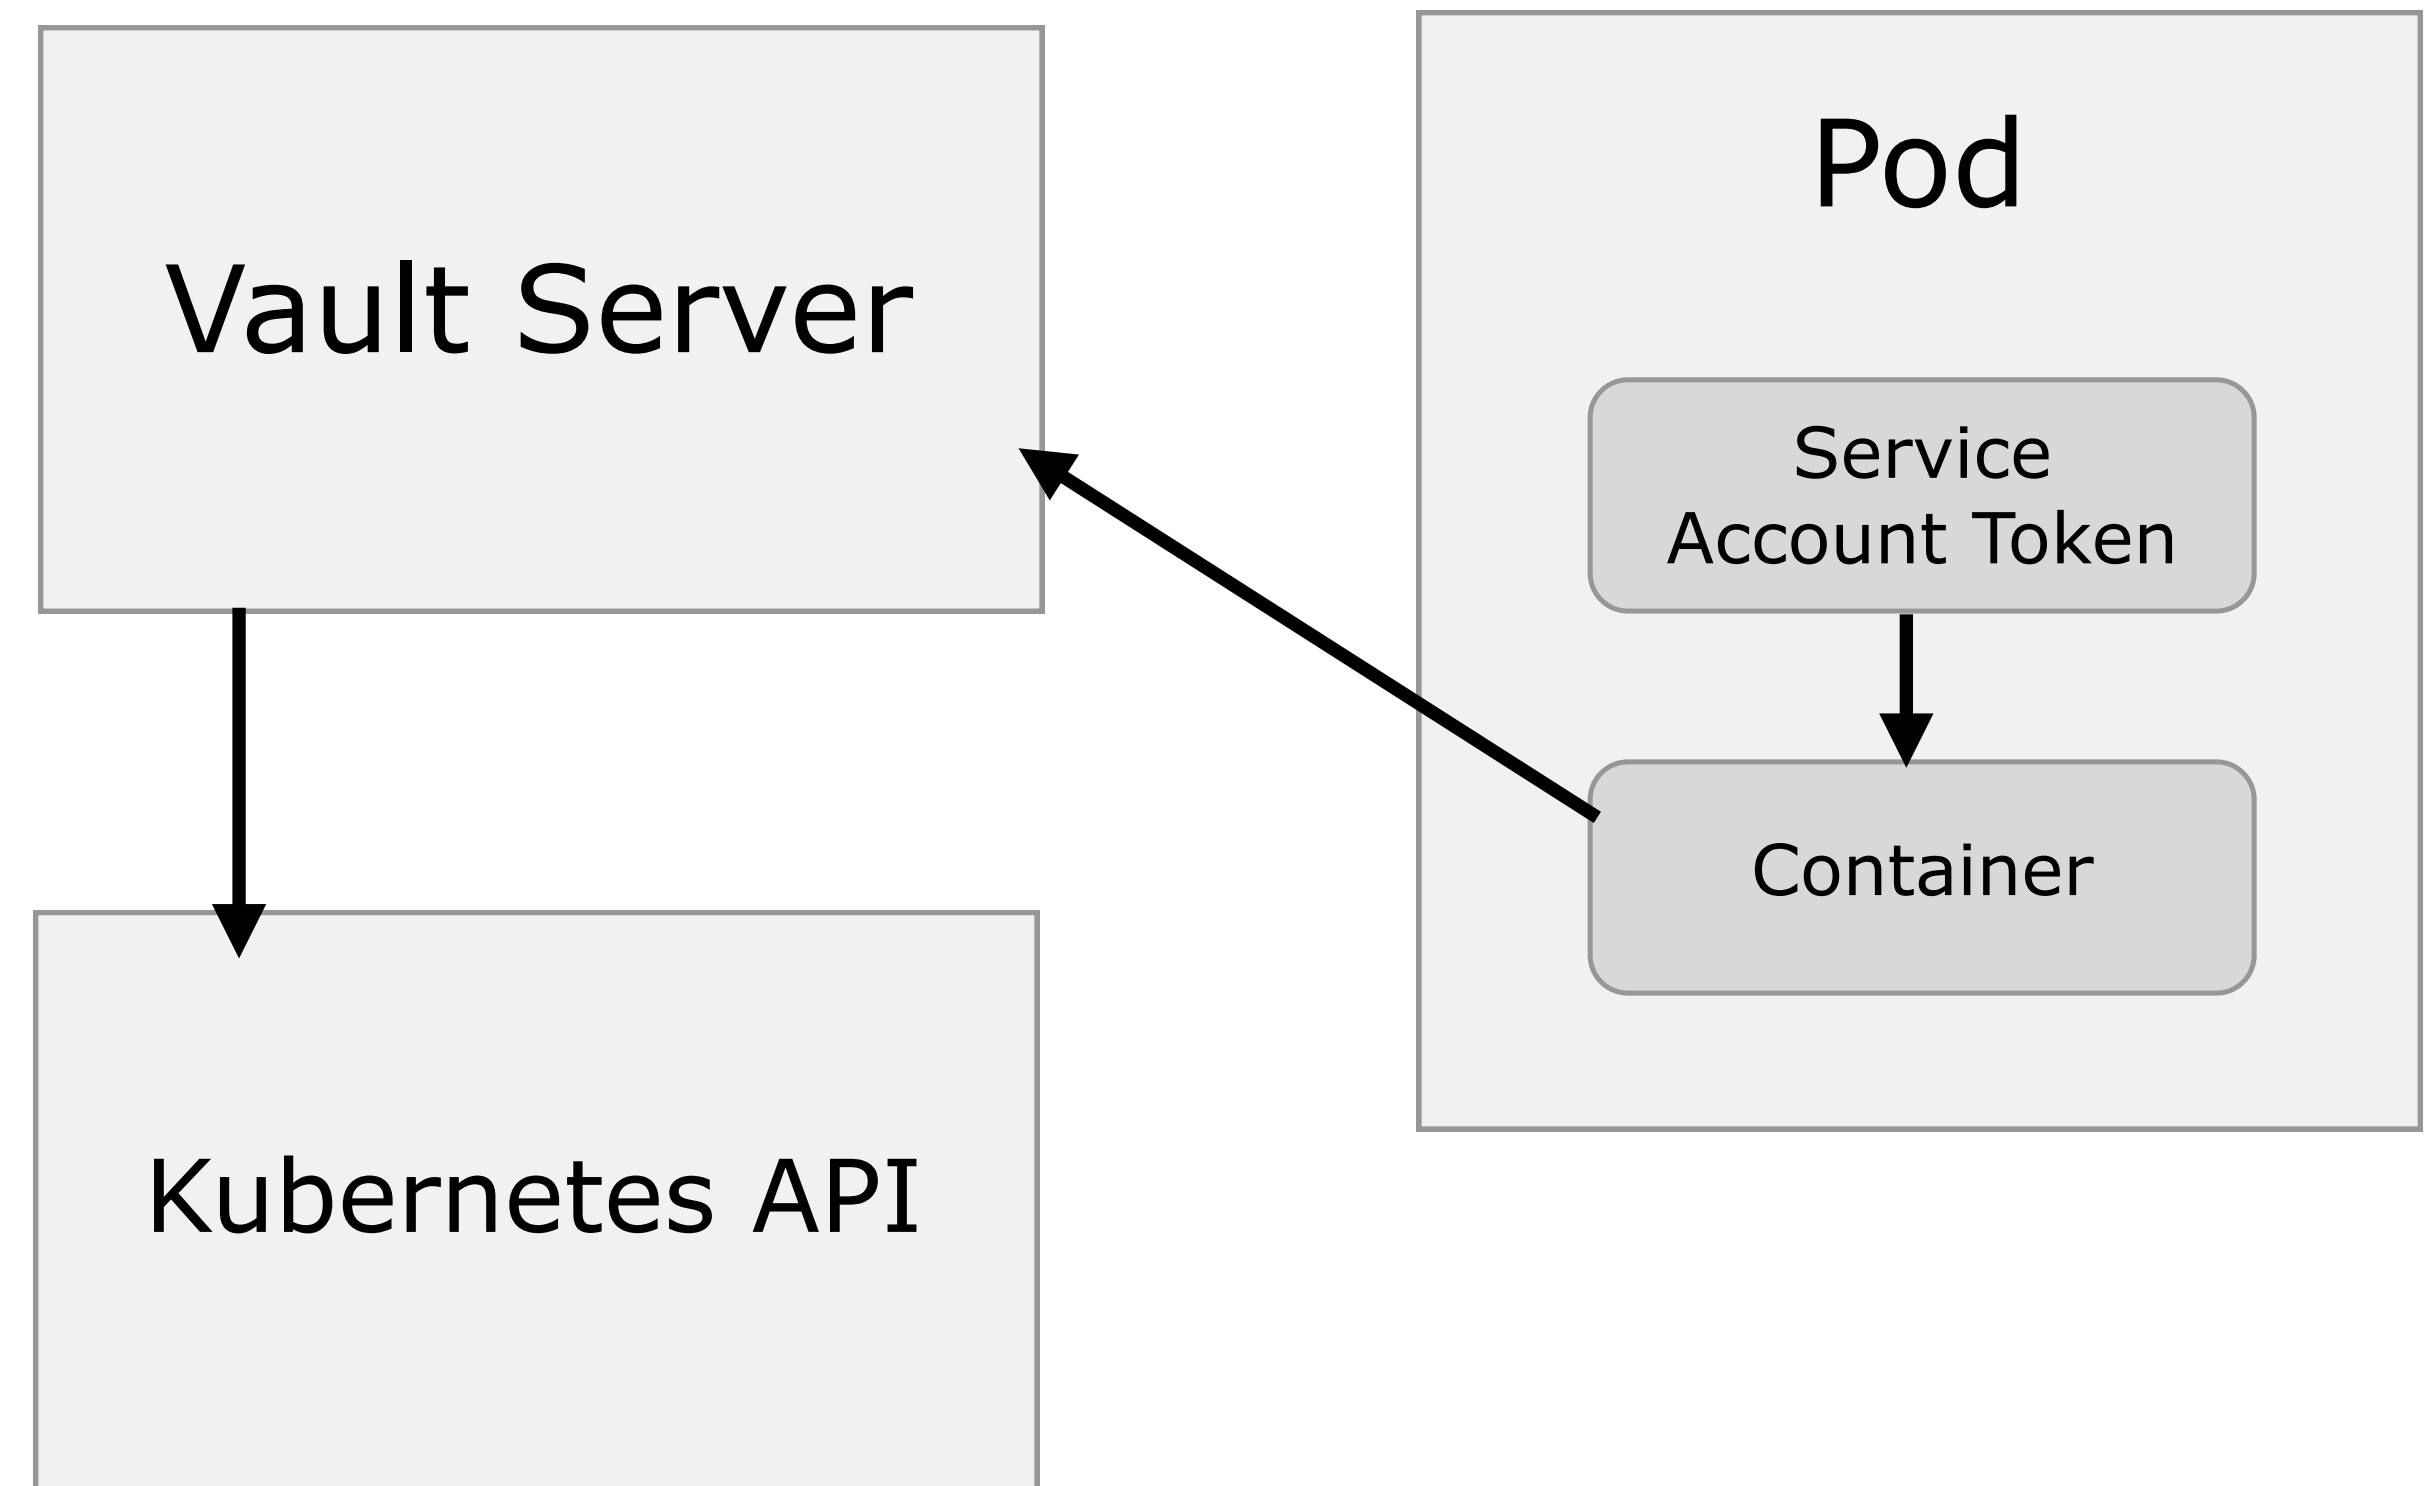 Vault Server
Pod
Service
Account Token
Container
Kubernetes API